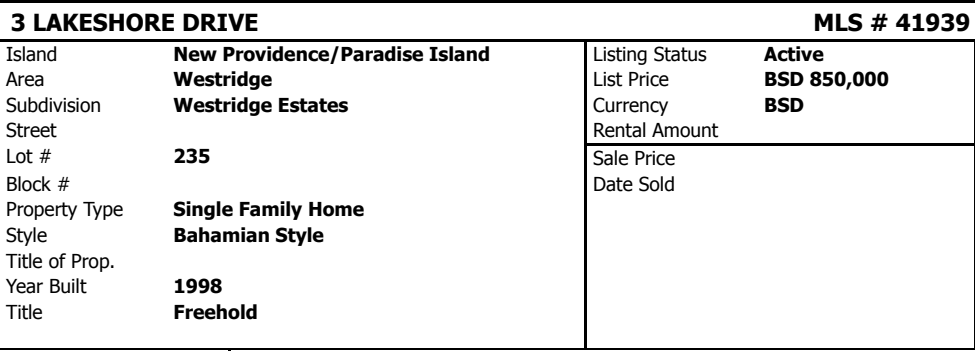 3 LAKESHORE DRIVE MLS # 41939
Island New Providence/Paradise Island
Area Westridge
Subdivision Westridge Estates
Street
Lot # 235
Block #
Property Type Single Family Home
Style Bahamian Style
Title of Prop.
Year Built 1998
Title Freehold
Listing Status Active
List Price BSD 850,000
Currency BSD
Rental Amount
Sale Price
Date Sold